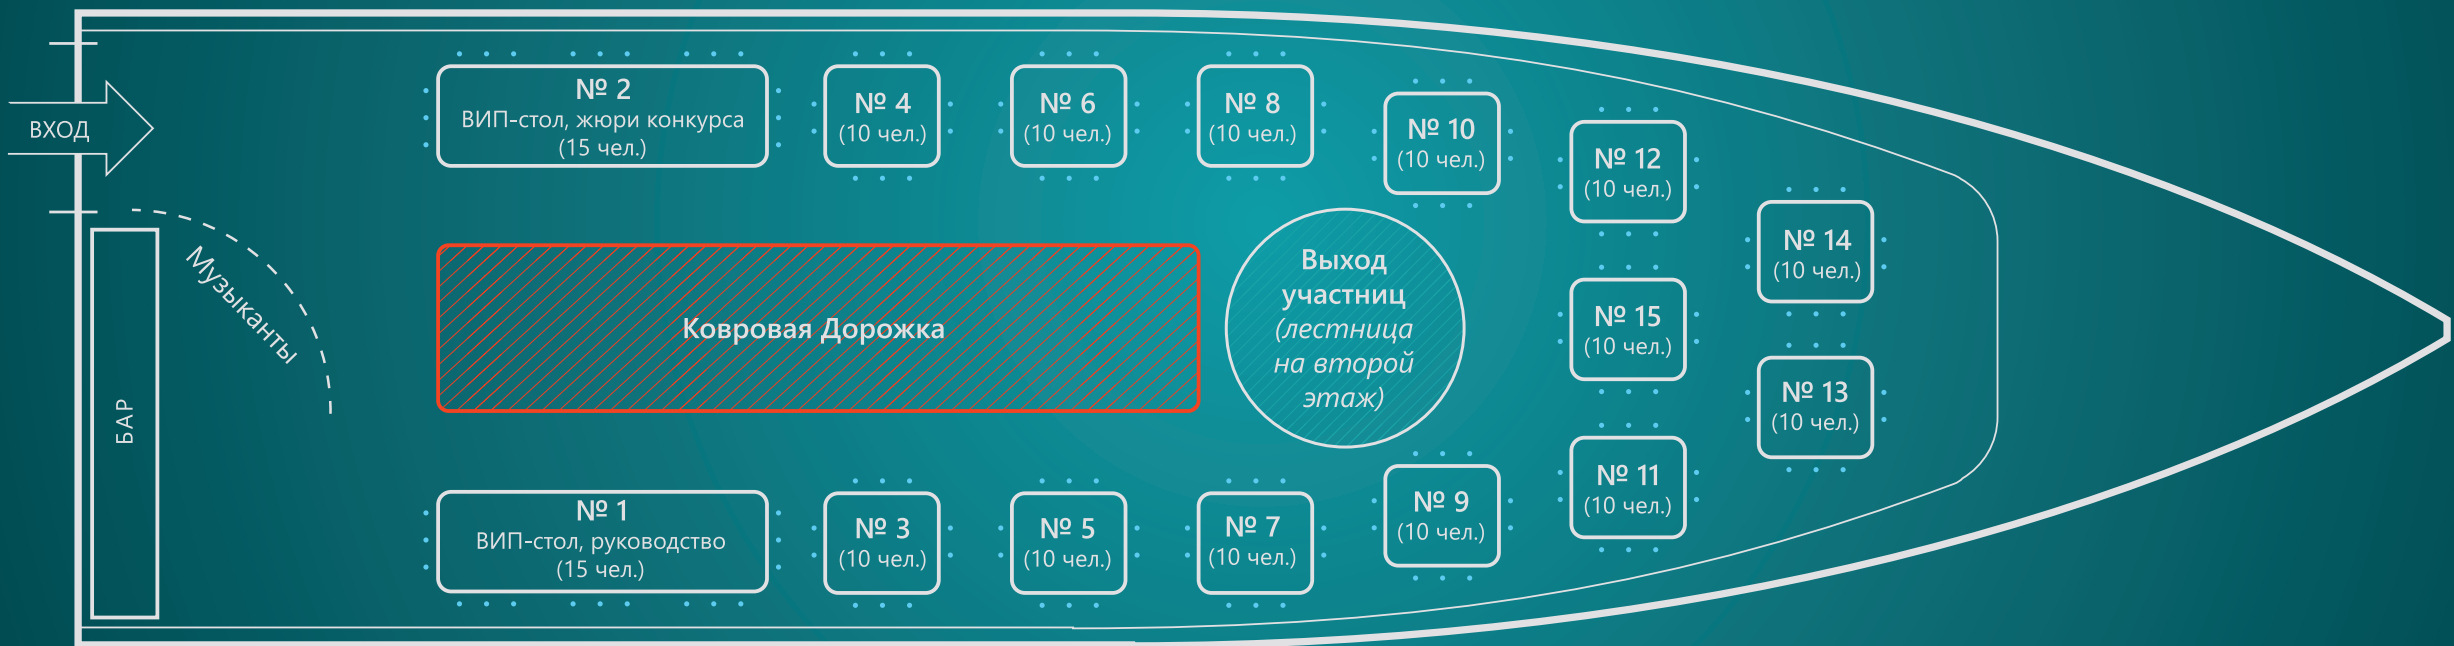 ВХОД
№ 2
ВИП-стол, жюри конкурса
(15 чел.)
№ 4
(10 чел.)
№ 6
(10 чел.)
№ 8
(10 чел.)
№ 10
(10 чел.)
№ 12
(10 чел.)
№ 14
(10 чел.)
Музыканты
БАР
Ковровая Дорожка
Выход
участниц
(лестница
на второй
этаж)
№ 15
(10 чел.)
№ 13
(10 чел.)
№ 1
ВИП-стол, руководство
(15 чел.)
№ 3
(10 чел.)
№ 5
(10 чел.)
№ 7
(10 чел.)
№ 9
(10 чел.)
№ 11
(10 чел.)